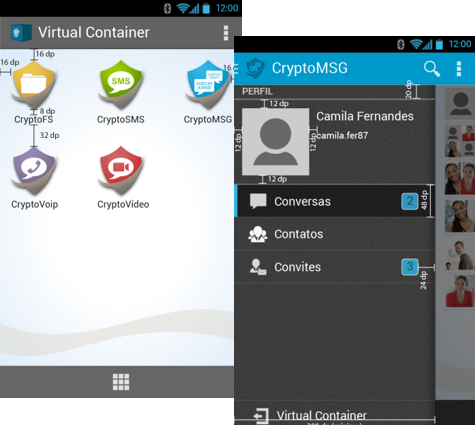 12:00
Virtual Container
16 dp
16 dp
16
SMS
CryptoFS
CryptoSMS
CryptoMSG
8 dp
32 dp
CryptoVoip
CryptoVídeo
12:00
CryptoMSG
PERFIL
20 dp
12 dp
Camila Fernandes
camila.fer87
12 dp
12 dp
12 dp
Conversas
2
48 dp
Contatos
Convites
3
24 dp
Virtual Container